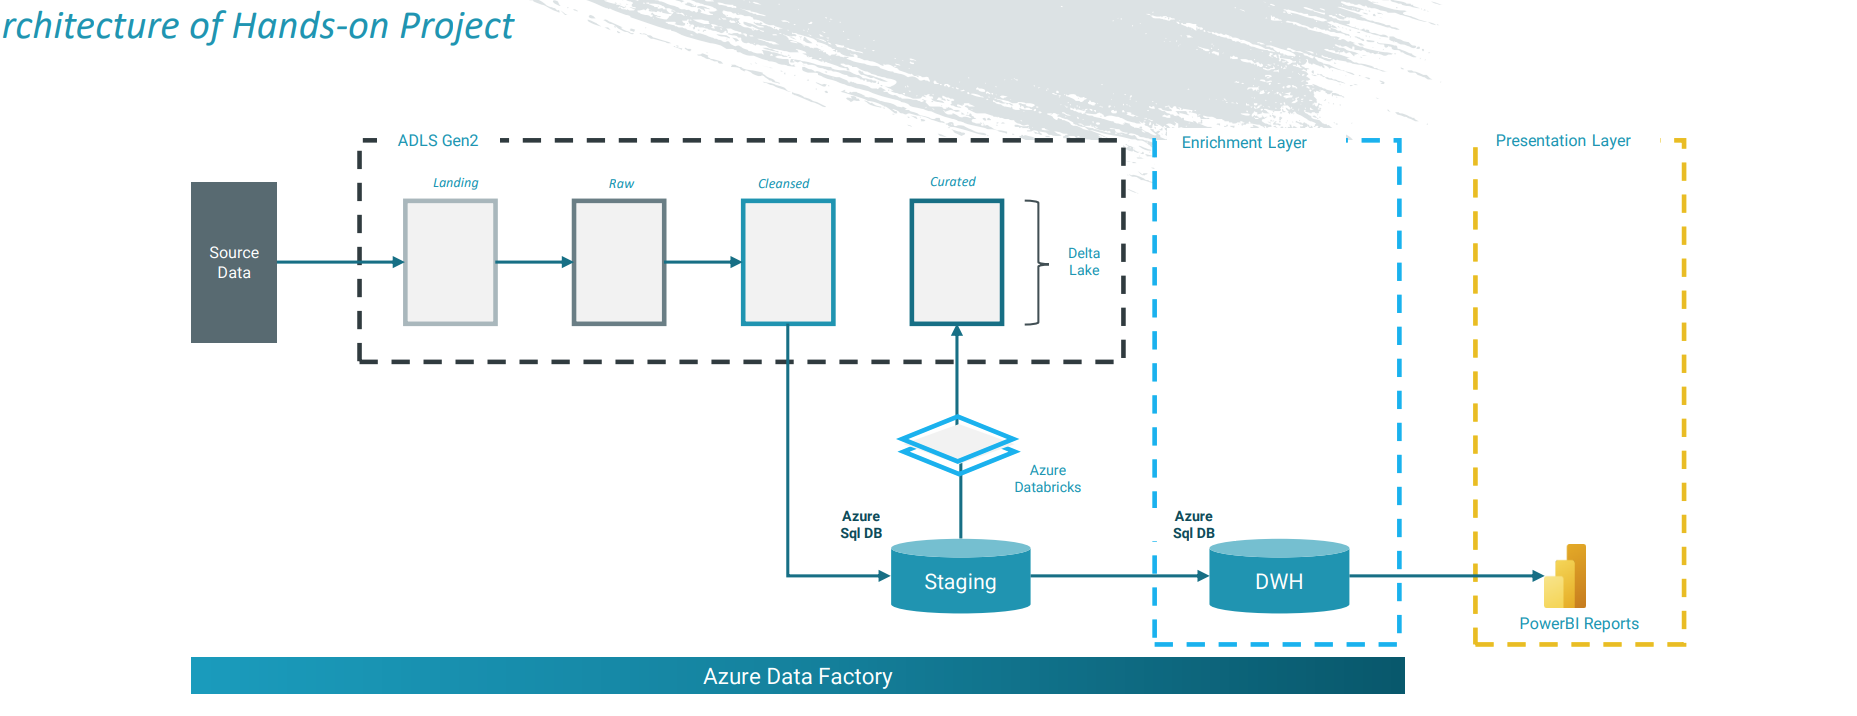 rchitecture of Hands-on Project
ADLS Gen2
Enrichment Layer
Presentation Layer
Landing
Raw
Cleansed
Curated
Source
Data
Delta
Lake
Azure
Databricks
Azure
Sql DB
Azure
Sql DB
Staging
DWH
PowerBI Reports
Azure Data Factory